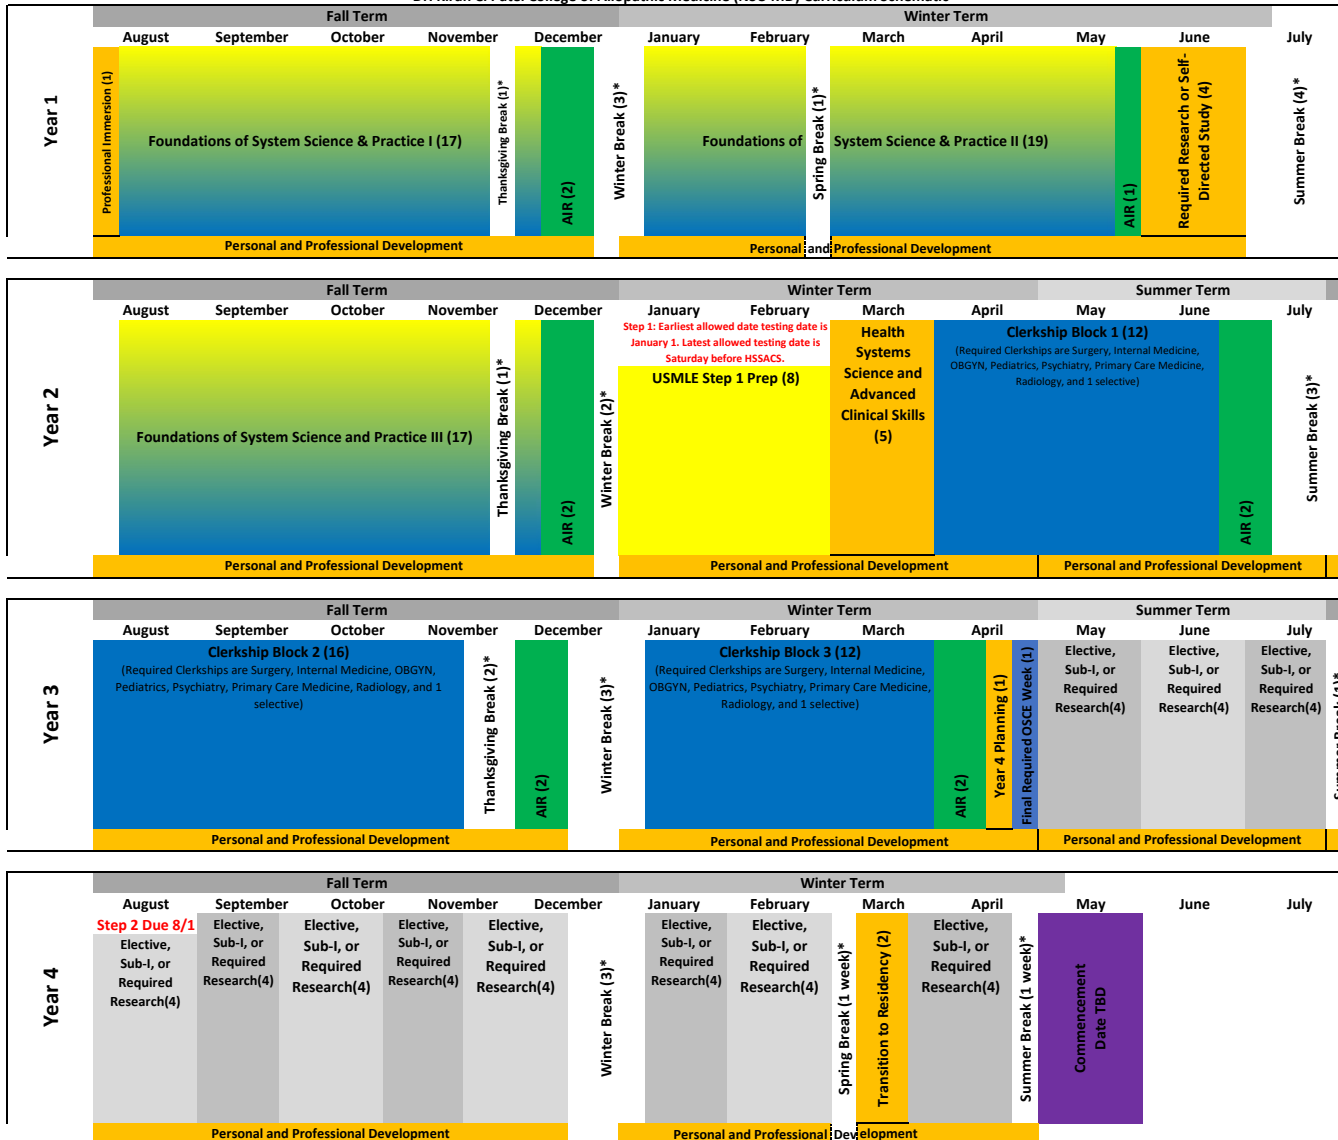 Dr. Kiran C. Patel College of Allopathic Medicine (NSU MD) Curriculum Schematic
Year 1
Fall Term
Winter Term
August September October November December January February March April May June July
Professional Immersion (1)
Foundations of System Science & Practice I (17)
Thanksgiving Break (1)*
AIR (2)
Winter Break (3)*
Foundations of System Science & Practice II (19)
Spring Break (1)*
AIR (1)
Required Research or Self-
Directed Study (4)
Summer Break (4)*
Personal and Professional Development
Personal and Professional Development
Year 2
Fall Term
Winter Term
Summer Term
August September October November December January February March April May June July
Foundations of System Science and Practice III (17)
Thanksgiving Break (1)*
AIR (2)
Winter Break (2)*
Step 1: Earliest allowed date testing date is
January 1. Latest allowed testing date is
Saturday before HSSACS.
USMLE Step 1 Prep (8)
Health
Systems
Science and
Advanced
Clinical Skills
(5)
Clerkship Block 1 (12)
(Required Clerkships are Surgery, Internal Medicine,
OBGYN, Pediatrics, Psychiatry, Primary Care Medicine,
Radiology, and 1 selective)
AIR (2)
Summer Break (3)*
Personal and Professional Development
Personal and Professional Development
Personal and Professional Development
Year 3
Fall Term
Winter Term
Summer Term
August September October November December January February March April May June July
Clerkship Block 2 (16)
(Required Clerkships are Surgery, Internal Medicine, OBGYN,
Pediatrics, Psychiatry, Primary Care Medicine, Radiology, and 1
selective)
Thanksgiving Break (2)*
AIR (2)
Winter Break (3)*
Clerkship Block 3 (12)
(Required Clerkships are Surgery, Internal Medicine,
OBGYN, Pediatrics, Psychiatry, Primary Care Medicine,
Radiology, and 1 selective)
AIR (2)
Year 4 Planning (1)
Final Required OSCE Week (1)
Elective,
Sub-I, or
Required
Research(4)
Elective,
Sub-I, or
Required
Research(4)
Elective,
Sub-I, or
Required
Research(4)
Summer Break (1)*
Personal and Professional Development
Personal and Professional Development
Personal and Professional Development
Year 4
Fall Term
Winter Term
August September October November December January February March April May June July
Step 2 Due 8/1
Elective,
Sub-I, or
Required
Research(4)
Elective,
Sub-I, or
Required
Research(4)
Elective,
Sub-I, or
Required
Research(4)
Elective,
Sub-I, or
Required
Research(4)
Elective,
Sub-I, or
Required
Research(4)
Winter Break (3)*
Elective,
Sub-I, or
Required
Research(4)
Elective,
Sub-I, or
Required
Research(4)
Spring Break (1 week)*
Transition to Residency (2)
Elective,
Sub-I, or
Required
Research(4)
Summer Break (1 week)*
Commencement
Date TBD
Personal and Professional Development
Personal and Professional Development